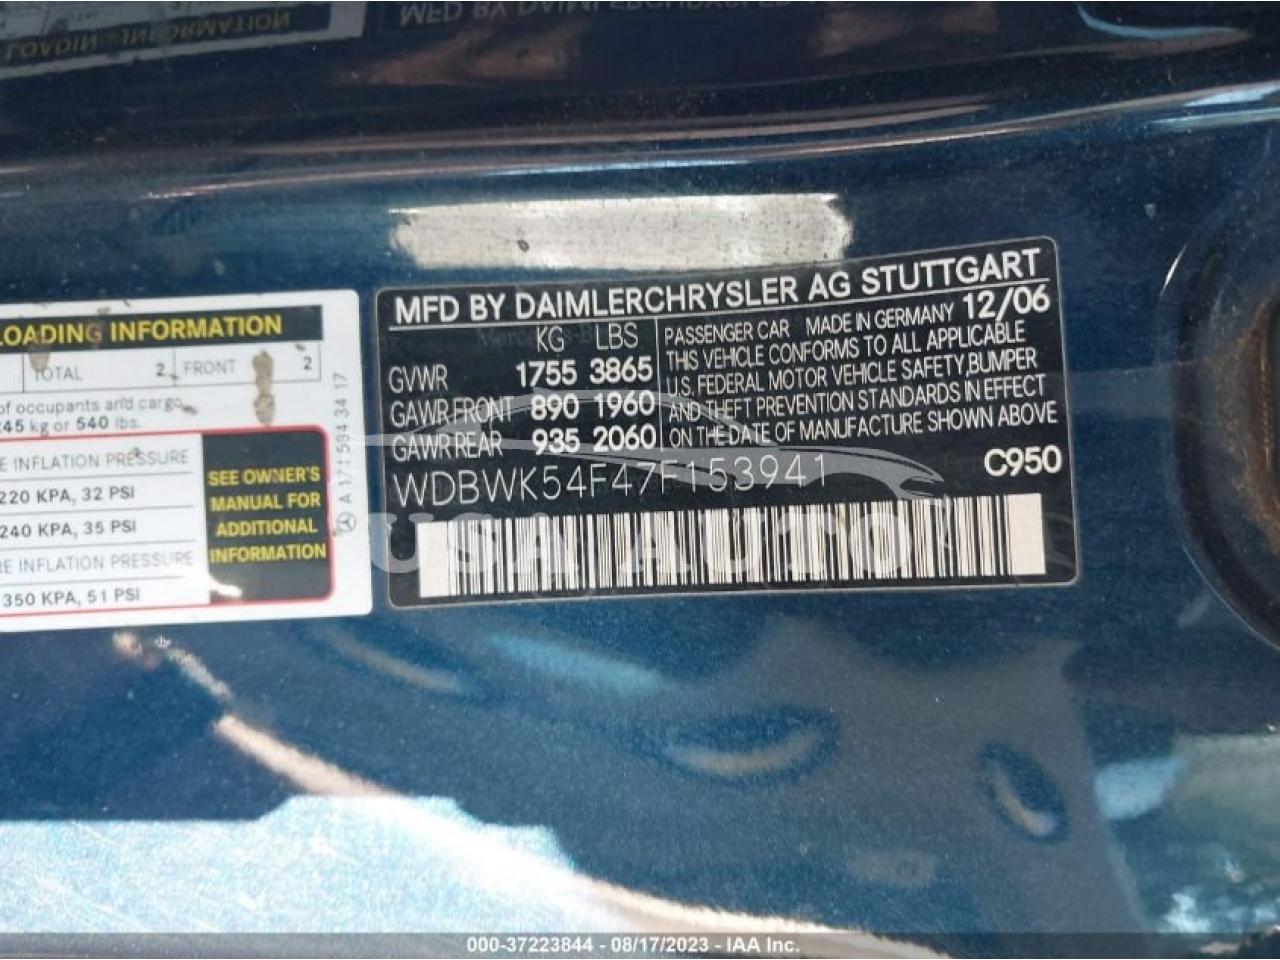 LOADING INFORMATION
TOTAL 2 FRONT 2
of occupants and cargo
245 kg or 540 lbs.
RE INFLATION PRESSURE
220 KPA, 32 PSI
240 KPA, 35 PSI
RE INFLATION PRESSURE
350 KPA, 51 PSI
SEE OWNER'S
MANUAL FOR
ADDITIONAL
INFORMATION
A 171 584 34 17
MFD BY DAIMLERCHRYSLER AG STUTTGART
KG LBS
GVWR 1755 3865
GAWR FRONT 890 1960
GAWR REAR 935 2060
PASSENGER CAR MADE IN GERMANY 12/06
THIS VEHICLE CONFORMS TO ALL APPLICABLE
U.S. FEDERAL MOTOR VEHICLE SAFETY,BUMPER
AND THEFT PREVENTION STANDARDS IN EFFECT
ON THE DATE OF MANUFACTURE SHOWN ABOVE
WDBWK54F47F153941
C950
USA AUTO
000-37223844 - 08/17/2023 - IAA Inc.